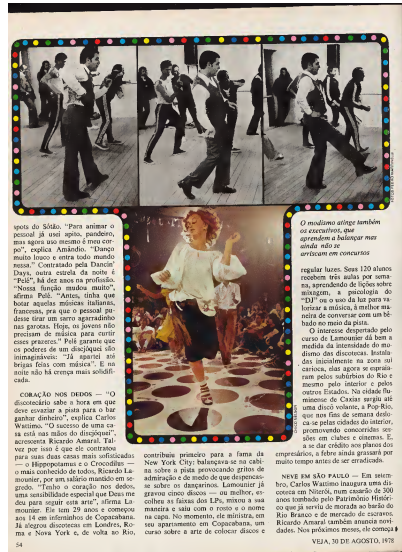 spots do Sótão. "Para animar o
pessoal já usei apito, pandeiro,
mas agora uso mesmo é meu cor-
po", explica Amândio. "Danço
muito louco e entra todo mundo
nessa." Contratado pela Dancin'
Days, outra estrela da noite é
"Pelé", há dez anos na profissão.
"Nossa função mudou muito",
afirma Pelé. "Antes, tinha que
botar aquelas músicas italianas,
francesas, pra que o pessoal pu-
desse tirar um sarro agarradinho
nas garotas. Hoje, os jovens não
precisam de música para curtir
esses prazeres." Pelé garante que
os poderes de um discjóquei são
inimagináveis: "Já apartei até
brigas feias com música". E na
noite não há crença mais solidifi-
cada.
CORAÇÃO NOS DEDOS — "O
discotecário sabe a hora em que
deve esvaziar a pista para o bar
ganhar dinheiro", explica Carlos
Wattimo. "O sucesso de uma ca-
sa está nas mãos do discjóquei",
acrescenta Ricardo Amaral. Tal-
vez por isso é que ele contratou
para suas duas casas mais sofisticadas
— o Hippopotamus e o Crocodilus —
o mais conhecido de todos, Ricardo La-
mounier, por um salário mantido em se-
gredo. "Tenho o coração nos dedos,
uma sensibilidade especial que Deus me
deu para seguir esta arte", afirma La-
mounier. Ele tem 29 anos e começou
aos 14 em inferninhos de Copacabana.
Já alegrou discotecas em Londres, Ro-
ma e Nova York e, de volta ao Rio,
contribuiu primeiro para a fama do
New York City: balançava-se na cabi-
na sobre a pista provocando gritos de
admiração e de medo de que despencas-
se sobre os dançarinos. Lamounier já
gravou cinco discos — ou melhor, es-
colheu as faixas dos LPs, mixou a sua
maneira e saiu com o rosto e o nome
na capa. No momento, ele ministra, em
seu apartamento em Copacabana, um
curso sobre a arte de colocar discos e
O modismo atinge também
os executivos, que
aprendem a balançar mas
ainda não se
arriscam em concursos
regular luzes. Seus 120 alunos
recebem três aulas por sema-
na, aprendendo de lições sobre
mixagem, a psicologia do
"DJ" ou o uso da luz para va-
lorizar a música, à melhor ma-
neira de conversar com um bê-
bado no meio da pista.
O interesse despertado pelo
curso de Lamounier dá bem a
medida da intensidade do mo-
dismo das discotecas. Instala-
das inicialmente na zona sul
carioca, elas agora se espraia-
ram pelos subúrbios do Rio e
mesmo pelo interior e pelos
outros Estados. Na cidade flu-
minense de Caxias surgiu até
uma disco volante, a Pop-Rio,
que nos fins de semana deslo-
ca-se pelas cidades do interior,
promovendo concorridas ses-
sões em clubes e cinemas. E,
a se dar crédito aos planos dos
empresários, a febre ainda grassará por
muito tempo antes de ser erradicada.
NEVE EM SÃO PAULO — Em setem-
bro, Carlos Wattimo inaugura uma dis-
coteca em Niterói, num casarão de 300
anos tombado pelo Patrimônio Históri-
co que já serviu de morada ao barão do
Rio Branco e de mercado de escravos.
Ricardo Amaral também anuncia novi-
dades. Nos próximos meses, ele começa
54
VEJA, 30 DE AGOSTO, 1978